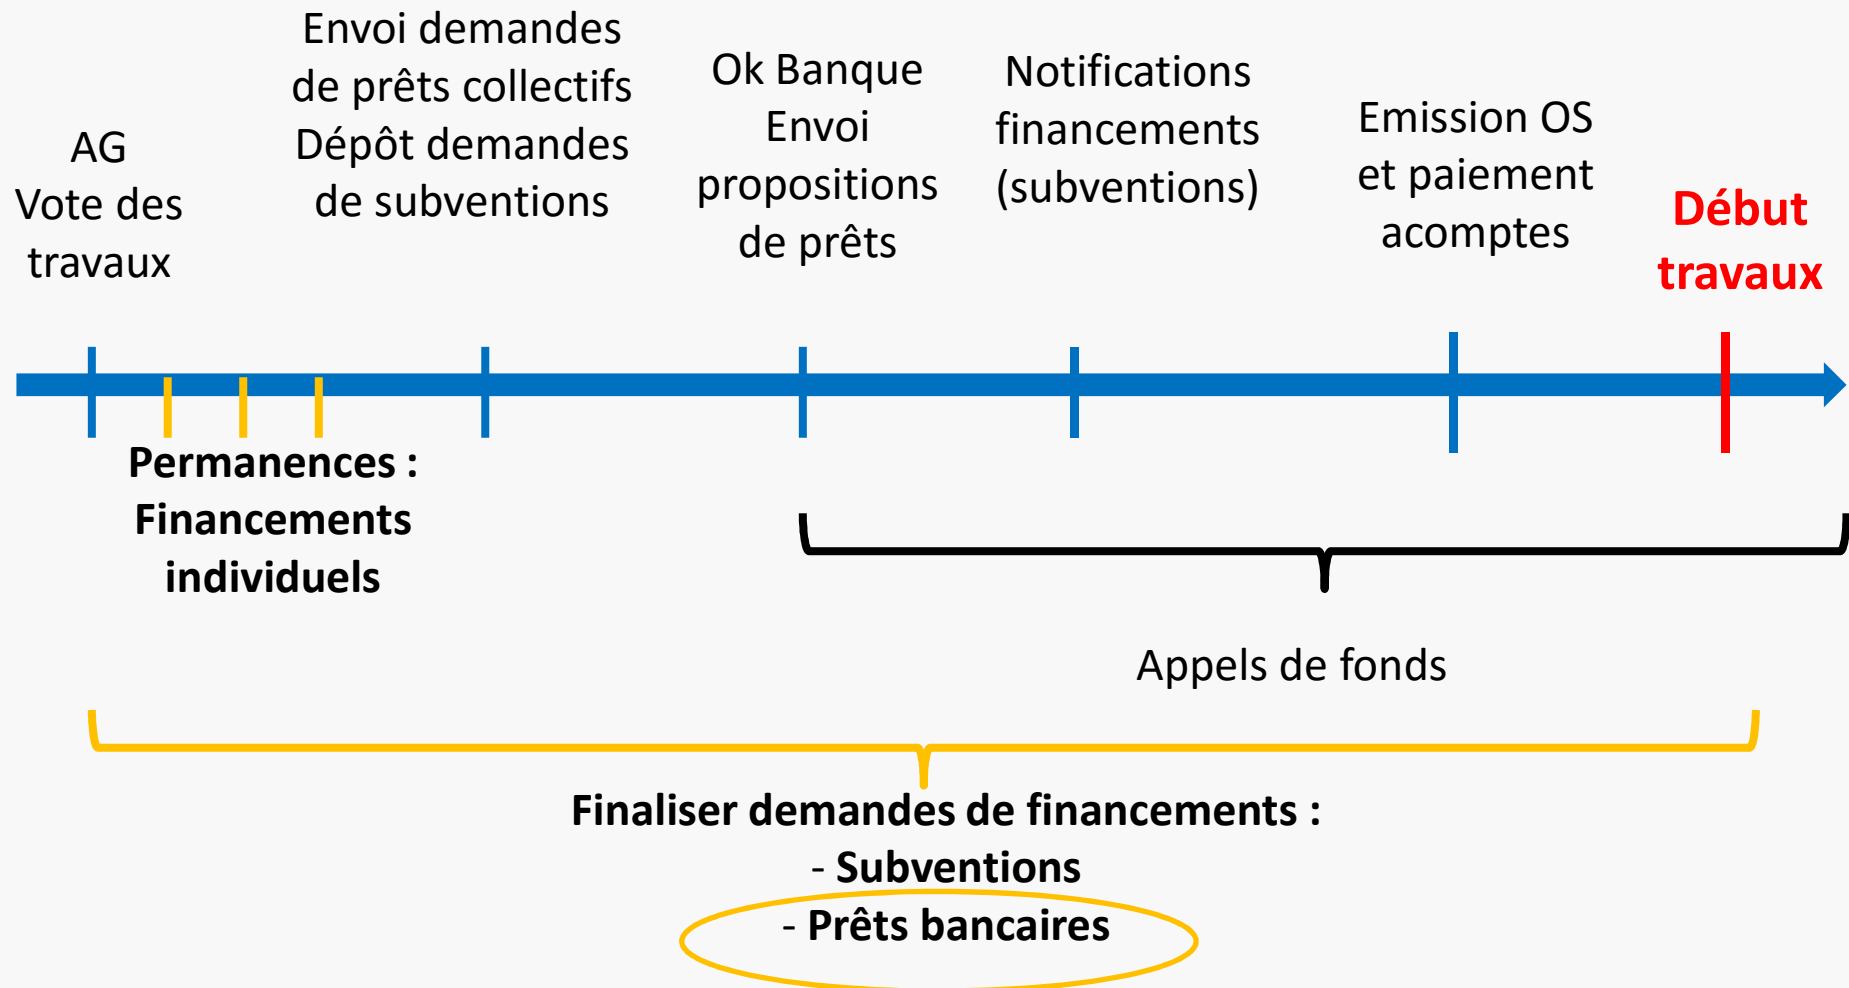 AG
Vote des
travaux
Envoi demandes
de prêts collectifs
Dépôt demandes
de subventions
Ok Banque
Envoi
propositions
de prêts
Notifications
financements
(subventions)
Emission OS
et paiement
acomptes
Début
travaux
Permanences :
Financements
individuels
Appels de fonds
Finaliser demandes de financements :
- Subventions
- Prêts bancaires